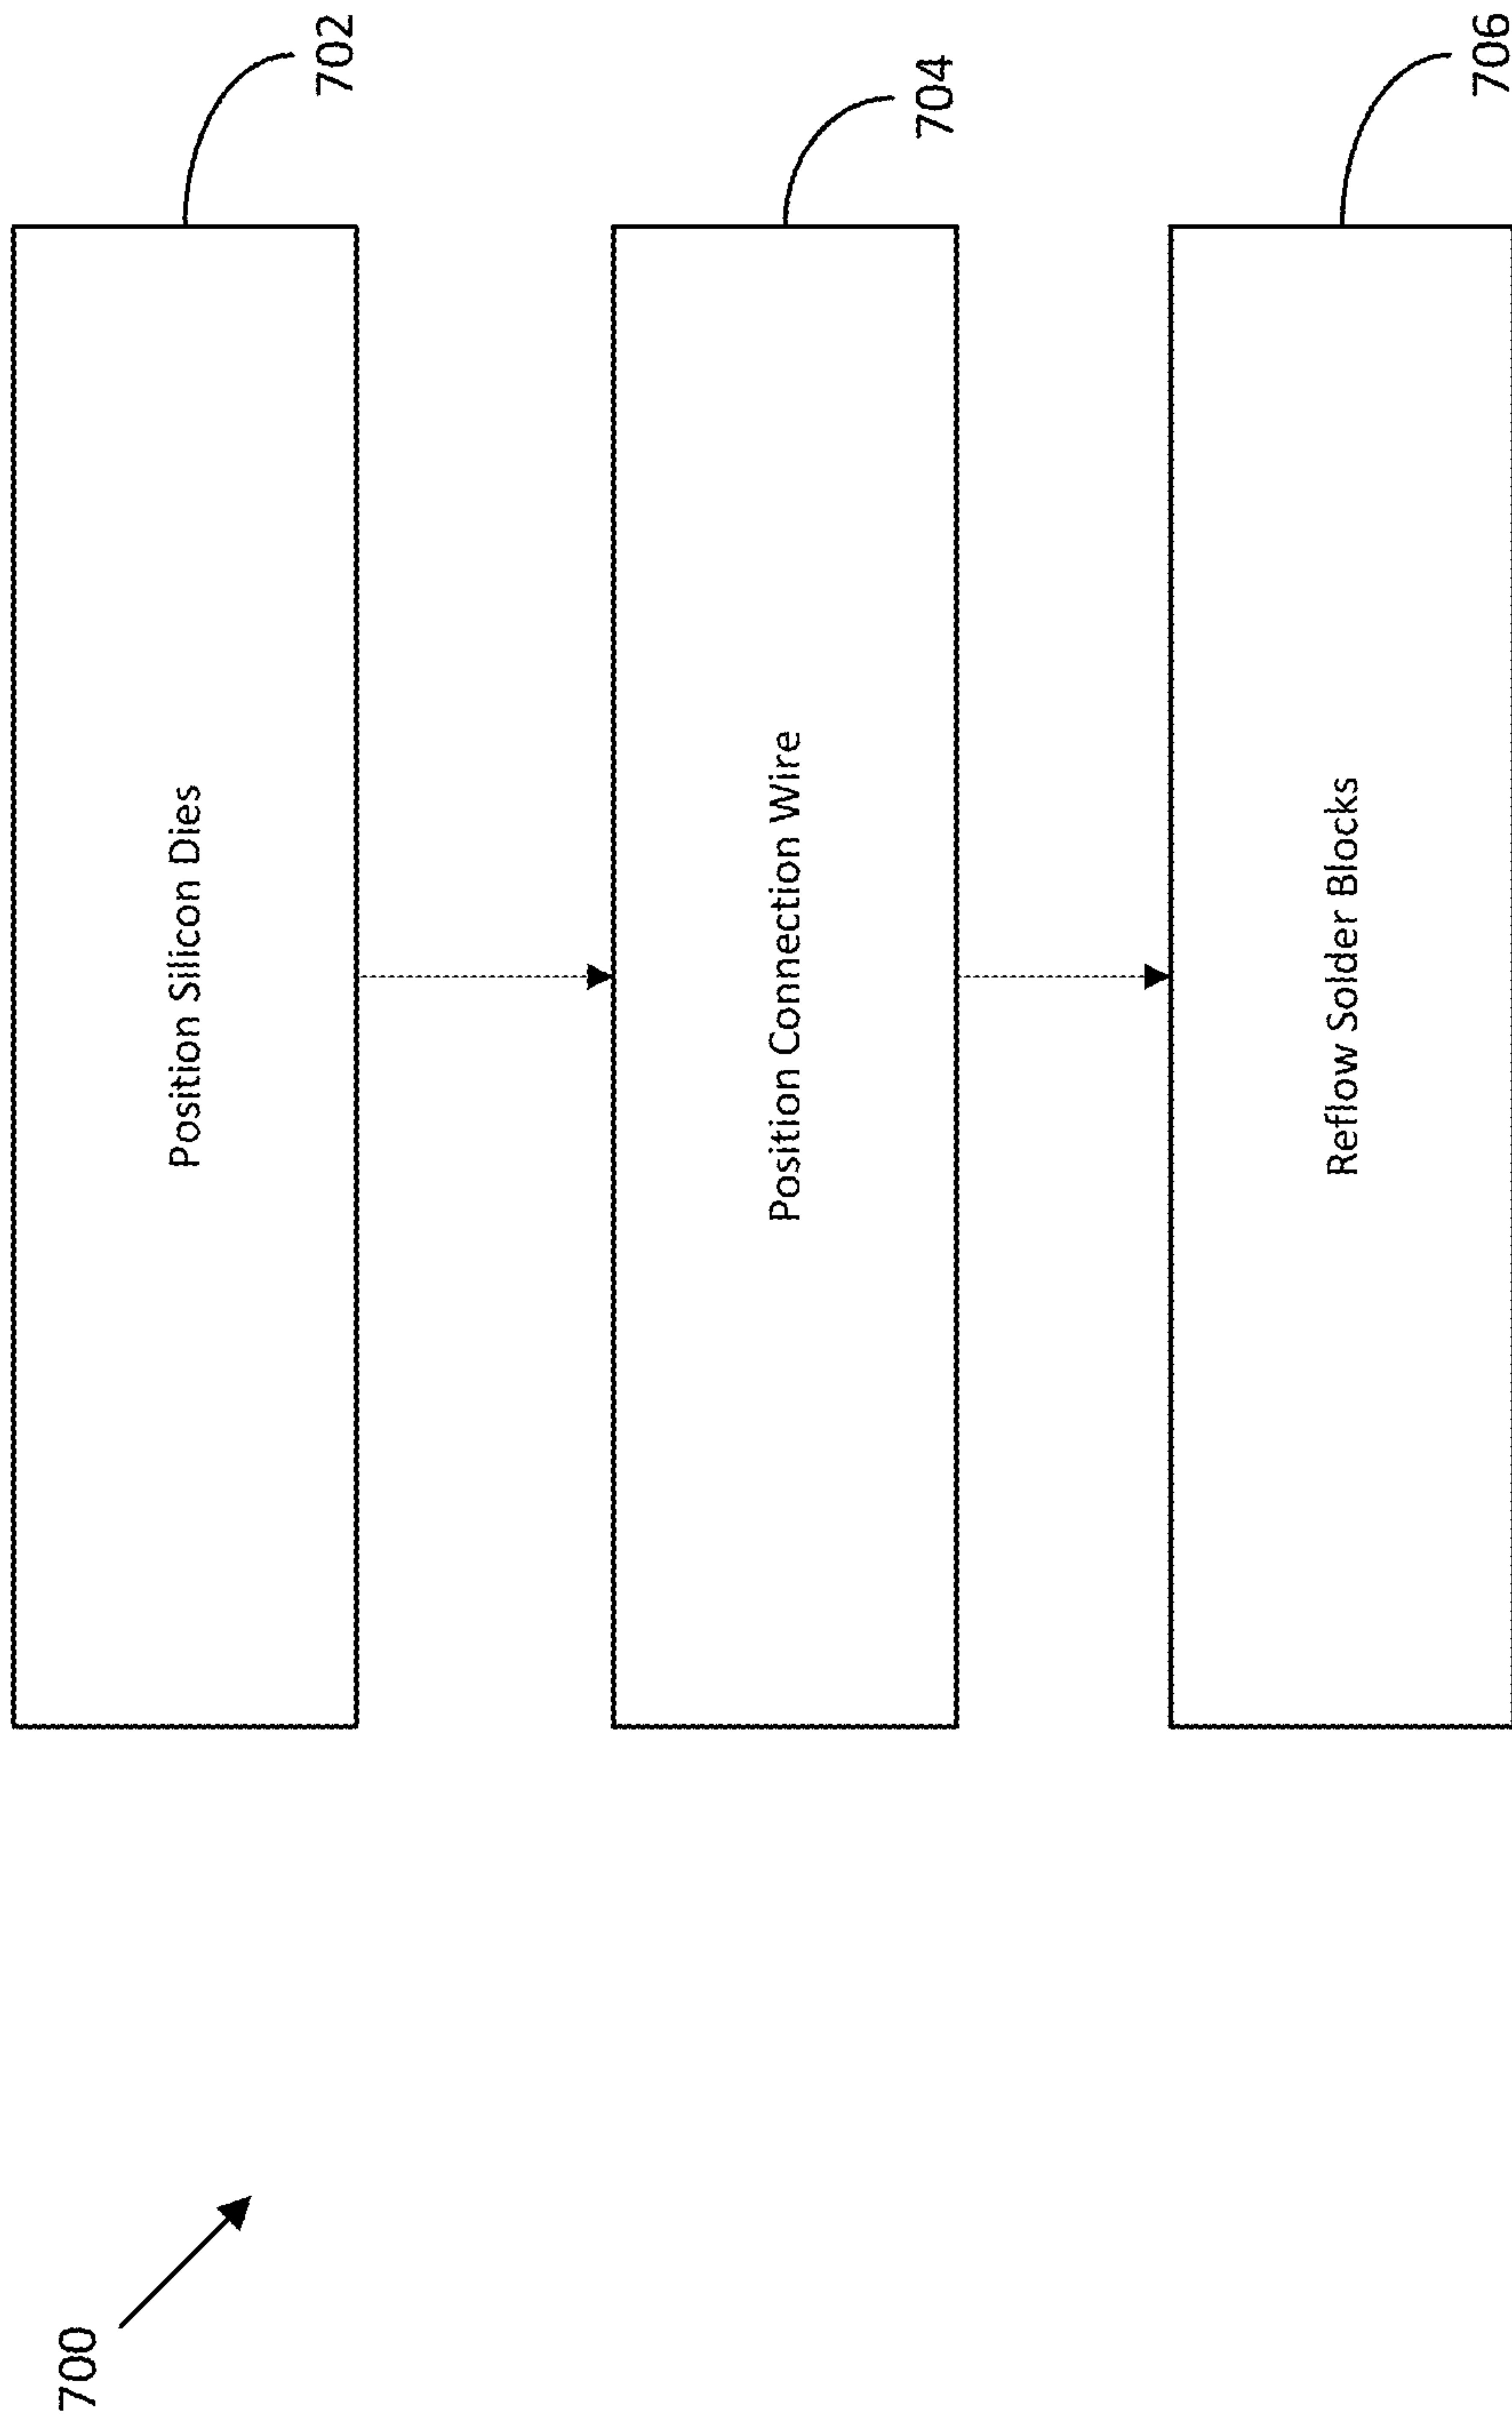 700
Position Silicon Dies
702
Position Connection Wire
704
Reflow Solder Blocks
706